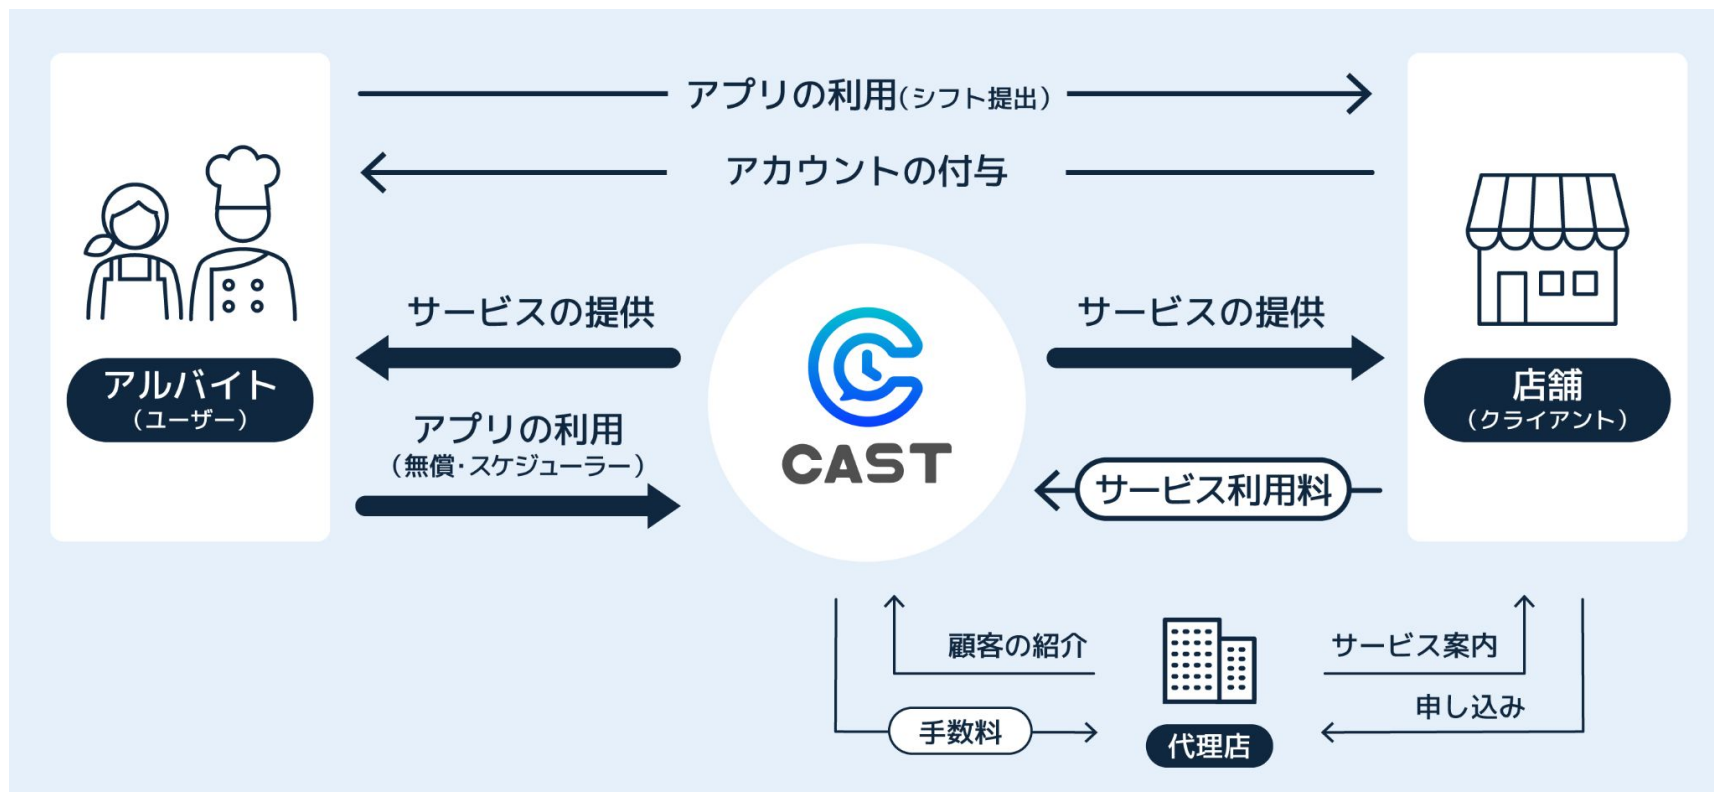 アプリの利用(シフト提出)
アカウントの付与
サービスの提供
サービスの提供
アルバイト
(ユーザー)
店舗
(クライアント)
アプリの利用
(無償・スケジューラー)
CAST
サービス利用料
顧客の紹介
サービス案内
申し込み
手数料
代理店